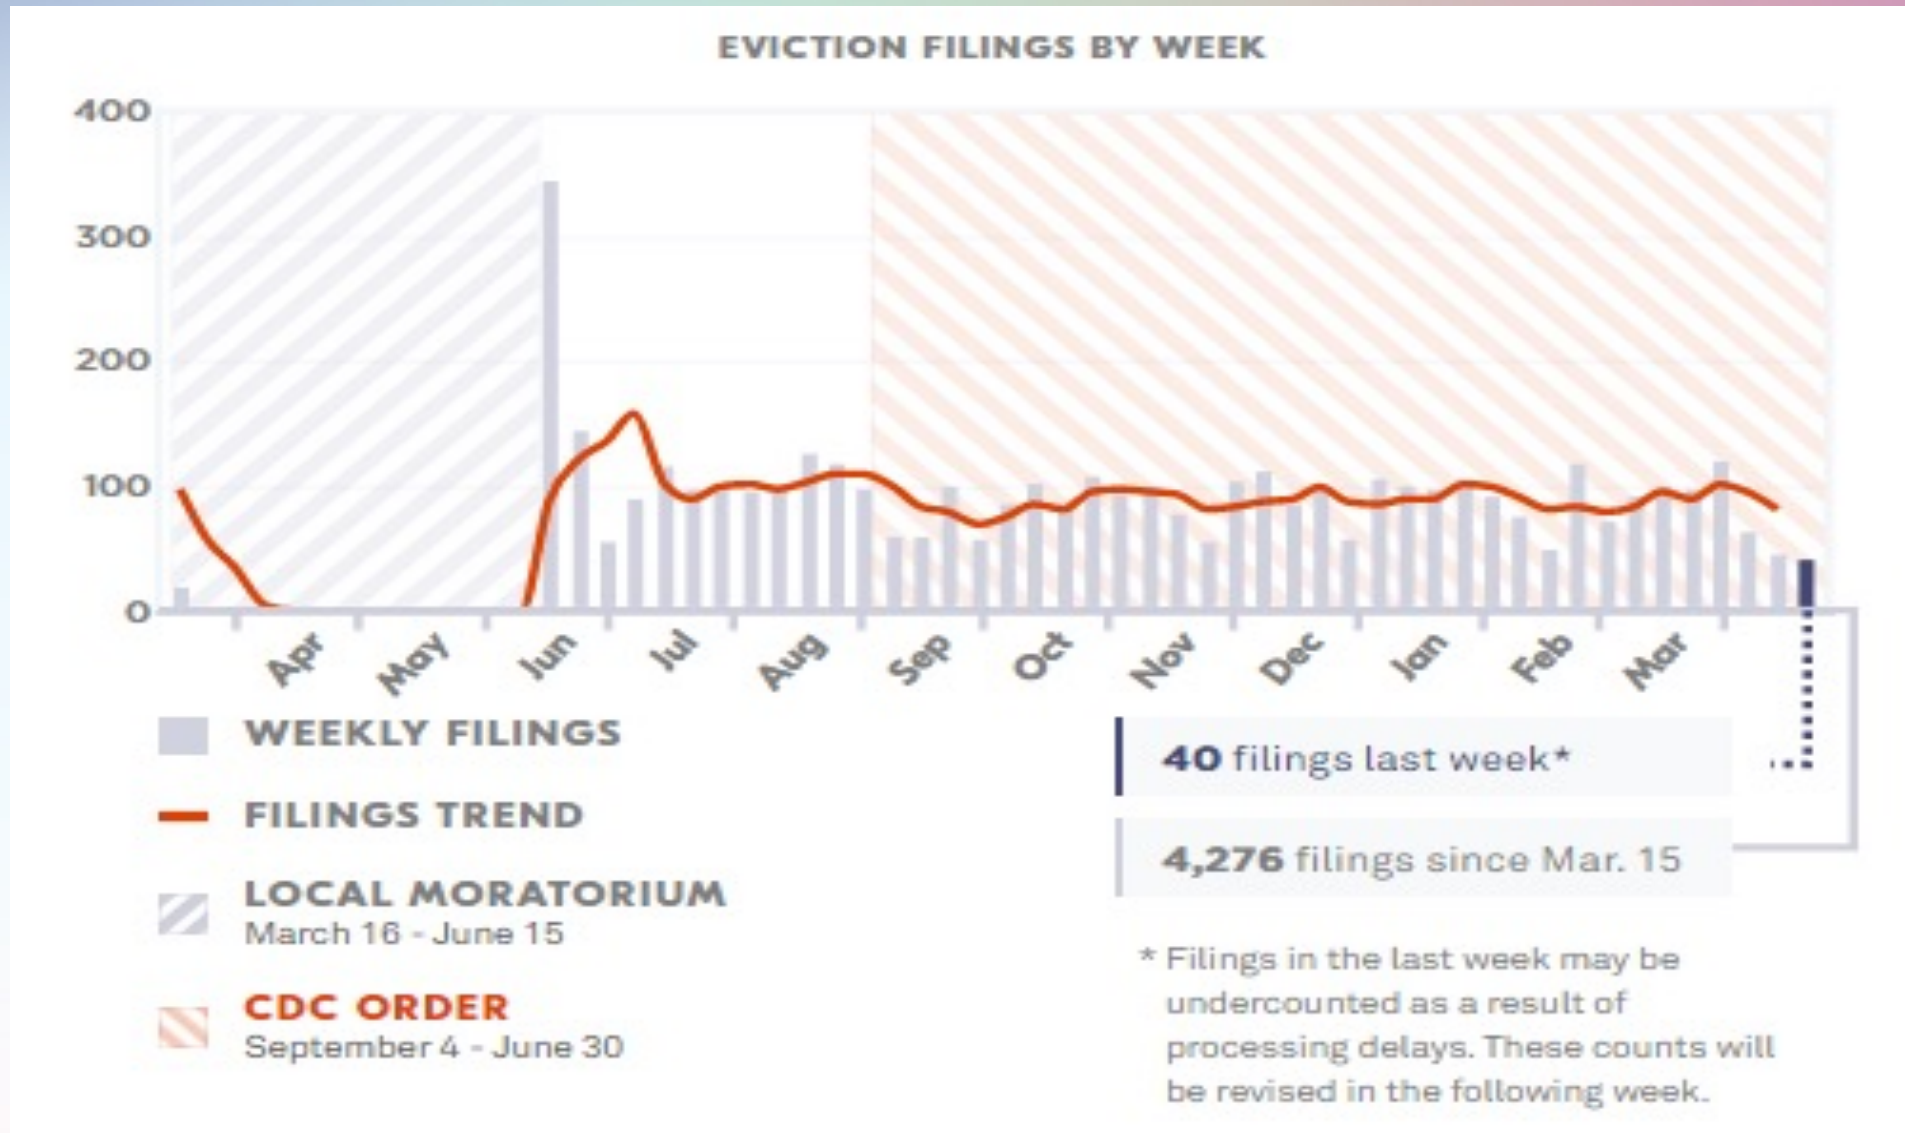 EVICTION FILINGS BY WEEK
400
300
200
100
0
Apr
May
Jun
Jul
Aug
Sep
Oct
Nov
Dec
Jan
Feb
Mar
WEEKLY FILINGS
FILINGS TREND
LOCAL MORATORIUM
March 16 - June 15
CDC ORDER
September 4 - June 30
40 filings last week*
4,276 filings since Mar. 15
* Filings in the last week may be
undercounted as a result of
processing delays. These counts will
be revised in the following week.